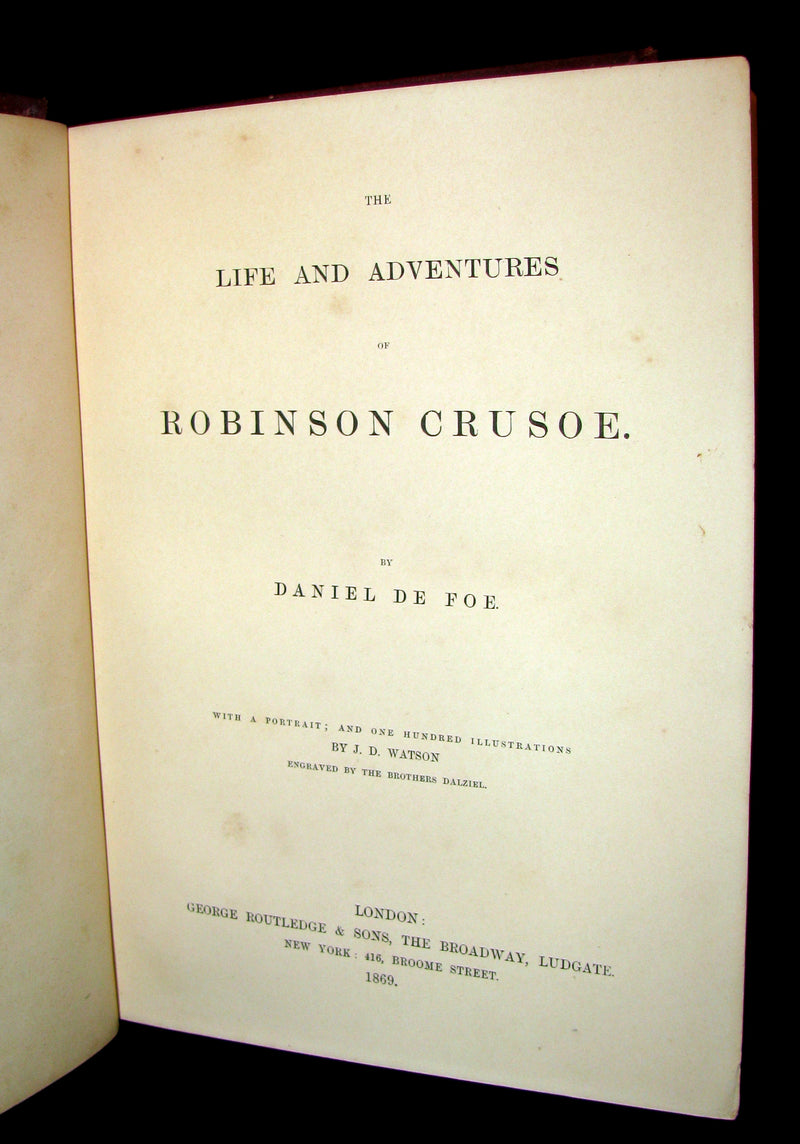 THE
LIFE AND ADVENTURES
OF
ROBINSON CRUSOE.
BY
DANIEL DE FOE.
WITH A PORTRAIT; AND ONE HUNDRED ILLUSTRATIONS
BY J. D. WATSON
ENGRAVED BY THE BROTHERS DALZIEL.
LONDON:
GEORGE ROUTLEDGE & SONS, THE BROADWAY, LUDGATE.
NEW YORK: 416, BROOME STREET.
1869.